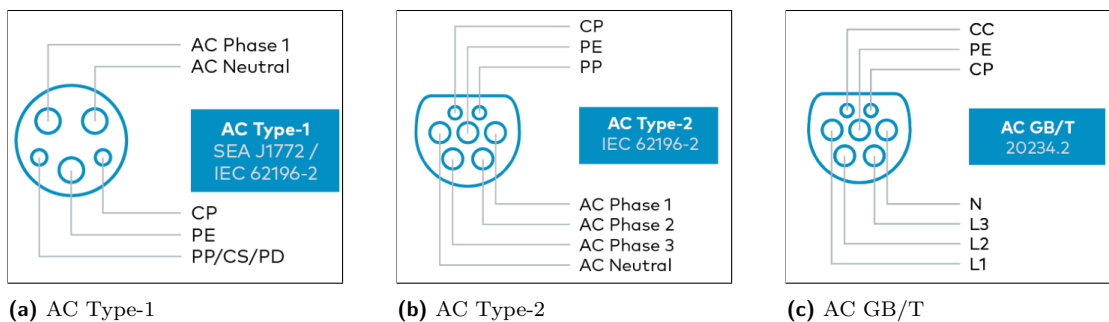 AC Phase 1
AC Neutral
AC Type-1
SEA J1772 /
IEC 62196-2
CP
PE
PP/CS/PD
(a) AC Type-1
CP
PE
PP
AC Type-2
IEC 62196-2
AC Phase 1
AC Phase 2
AC Phase 3
AC Neutral
(b) AC Type-2
CC
PE
CP
AC GB/T
20234.2
N
L3
L2
L1
(c) AC GB/T